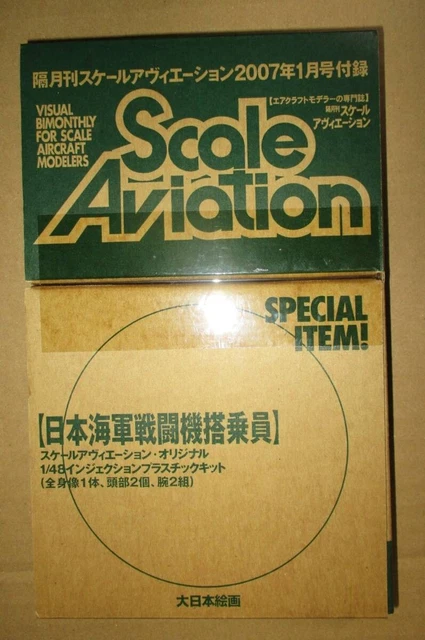 隔月刊スケールアヴィエーション2007年1月号付録
VISUAL
BIMONTHLY
FOR SCALE
AIRCRAFT
MODELERS
【エアクラフトモデラーの専門誌】
隔月刊 スケール
アヴィエーション
Scale
Aviation
SPECIAL
ITEM!
【日本海軍戦闘機搭乗員】
スケールアヴィエーション・オリジナル
1/48インジェクションプラスチックキット
(全身像1体、頭部2個、腕2組)
大日本絵画